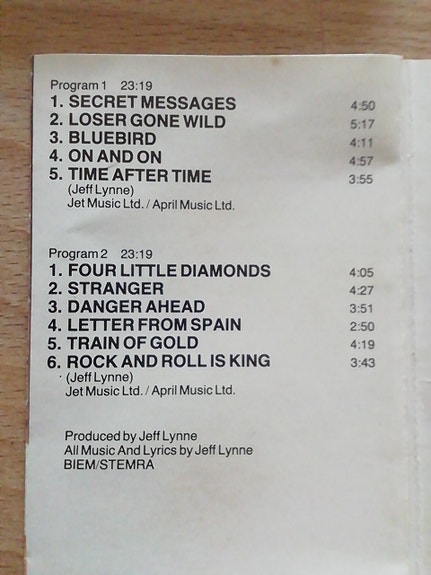 Program 1 23:19
1. SECRET MESSAGES 4:50
2. LOSER GONE WILD 5:17
3. BLUEBIRD 4:11
4. ON AND ON 4:57
5. TIME AFTER TIME 3:55
(Jeff Lynne)
Jet Music Ltd. / April Music Ltd.
Program 2 23:19
1. FOUR LITTLE DIAMONDS 4:05
2. STRANGER 4:27
3. DANGER AHEAD 3:51
4. LETTER FROM SPAIN 2:50
5. TRAIN OF GOLD 4:19
6. ROCK AND ROLL IS KING 3:43
(Jeff Lynne)
Jet Music Ltd. / April Music Ltd.
Produced by Jeff Lynne
All Music And Lyrics by Jeff Lynne
BIEM/STEMRA